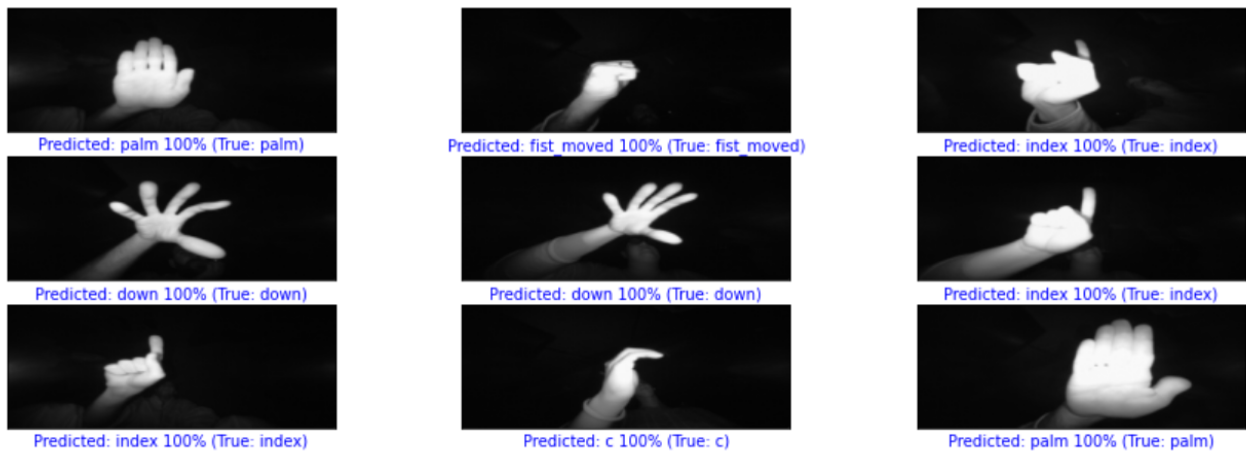 Predicted: palm 100% (True: palm)
Predicted: fist_moved 100% (True: fist_moved)
Predicted: index 100% (True: index)
Predicted: down 100% (True: down)
Predicted: down 100% (True: down)
Predicted: index 100% (True: index)
Predicted: index 100% (True: index)
Predicted: c 100% (True: c)
Predicted: palm 100% (True: palm)